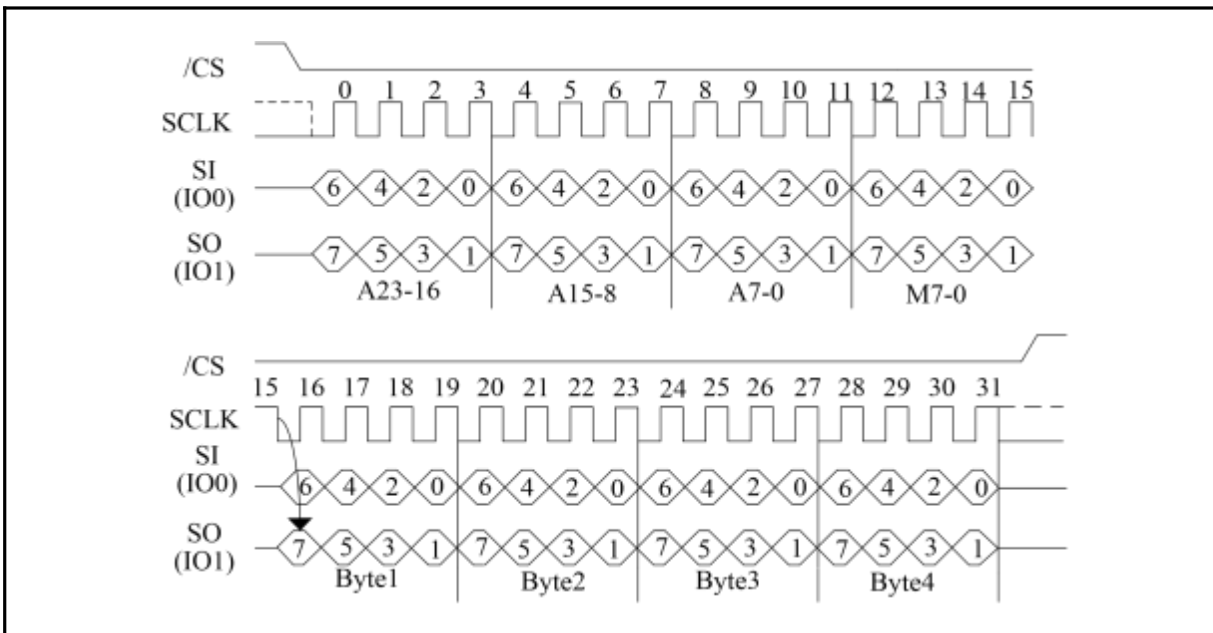 /CS
0 1 2 3 4 5 6 7 8 9 10 11 12 13 14 15
SCLK
SI
(IO0)
6 4 2 0 6 4 2 0 6 4 2 0 6 4 2 0
SO
(IO1)
7 5 3 1 7 5 3 1 7 5 3 1 7 5 3 1
A23-16 A15-8 A7-0 M7-0
/CS
15 16 17 18 19 20 21 22 23 24 25 26 27 28 29 30 31
SCLK
SI
(IO0)
6 4 2 0 6 4 2 0 6 4 2 0 6 4 2 0
SO
(IO1)
7 5 3 1 7 5 3 1 7 5 3 1 7 5 3 1
Byte1 Byte2 Byte3 Byte4